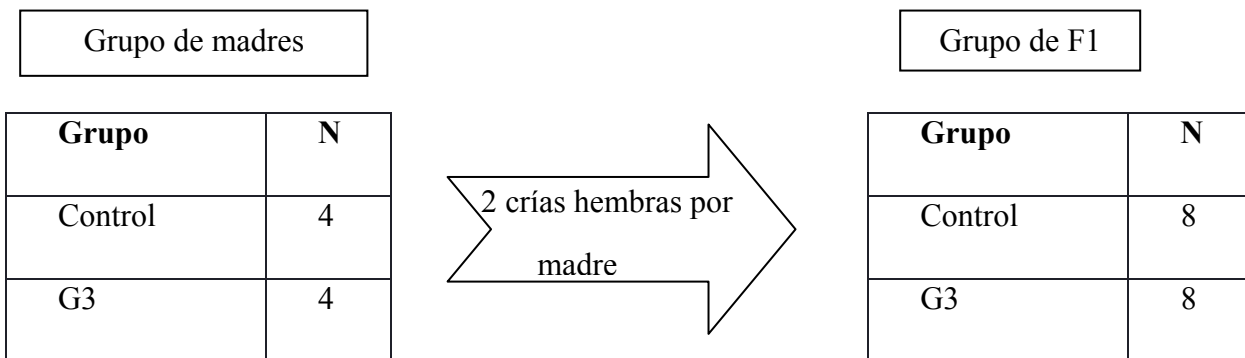 Grupo de madres
Grupo de F1
Grupo N
Control 4
G3 4
2 crías hembras por
madre
Grupo N
Control 8
G3 8